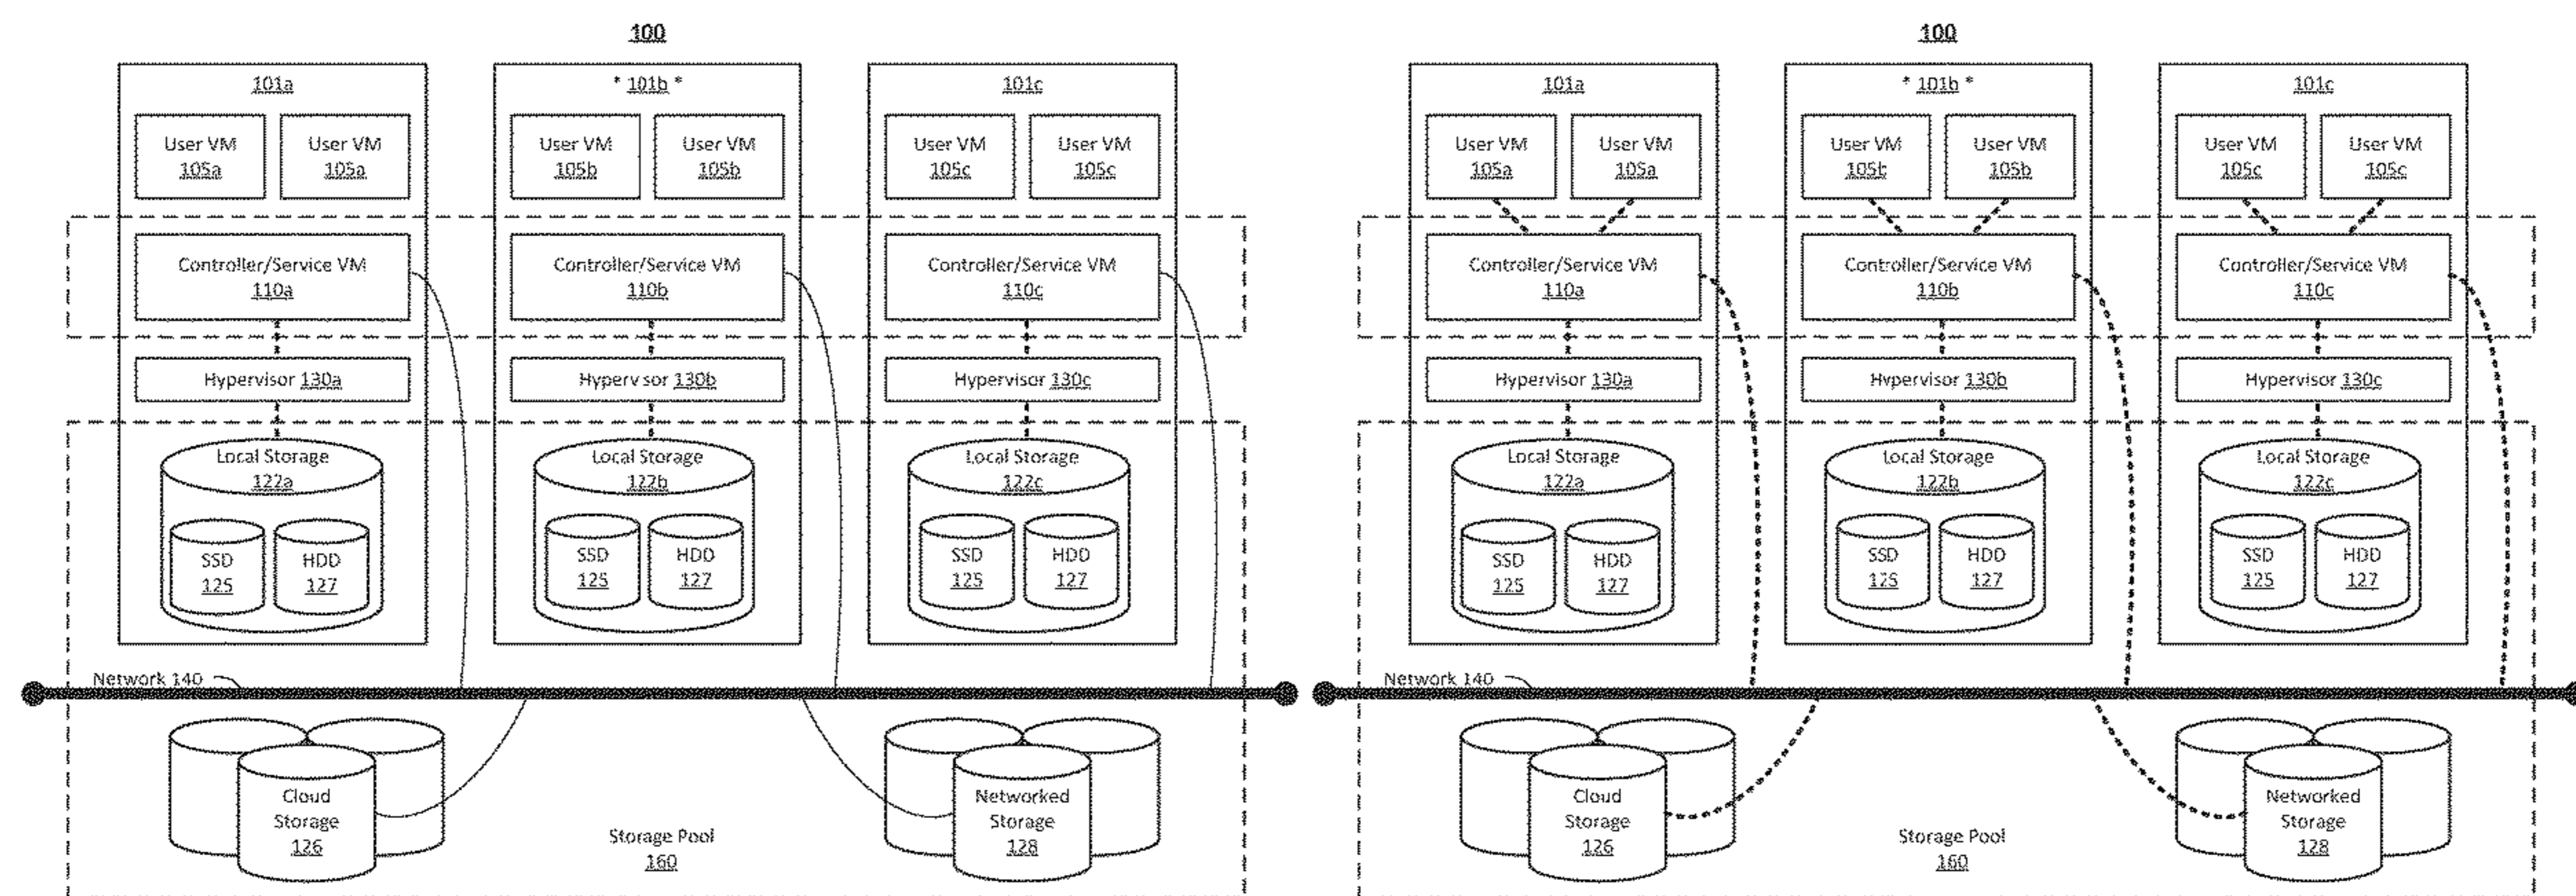 100
101a
* 101b *
101c
User VM
105a
User VM
105a
User VM
105b
User VM
105b
User VM
105c
User VM
105c
Controller/Service VM
110a
Controller/Service VM
110b
Controller/Service VM
110c
Hypervisor 130a
Hyperv sor 130b
Hypervisor 130c
Local Storage
122a
Local Storage
122b
Local Storage
122c
SSD
125
HDD
127
SSD
125
HDD
127
SSD
125
HDD
127
Network 140
Cloud
Storage
126
Storage Pool
160
Networked
Storage
128
100
101a
* 101b *
101c
User VM
105a
User VM
105a
User VM
105b
User VM
105b
User VM
105c
User VM
105c
Controller/Service VM
110a
Controller/Service VM
110b
Controller/Service VM
110c
Hypervisor 130a
Hypervisor 130b
Hypervisor 130c
Local Storage
122a
Local Storage
122b
Local Storage
122c
SSD
125
HDD
127
SSD
125
HDD
127
SSD
125
HDD
127
Network 140
Cloud
Storage
126
Storage Pool
160
Networked
Storage
128